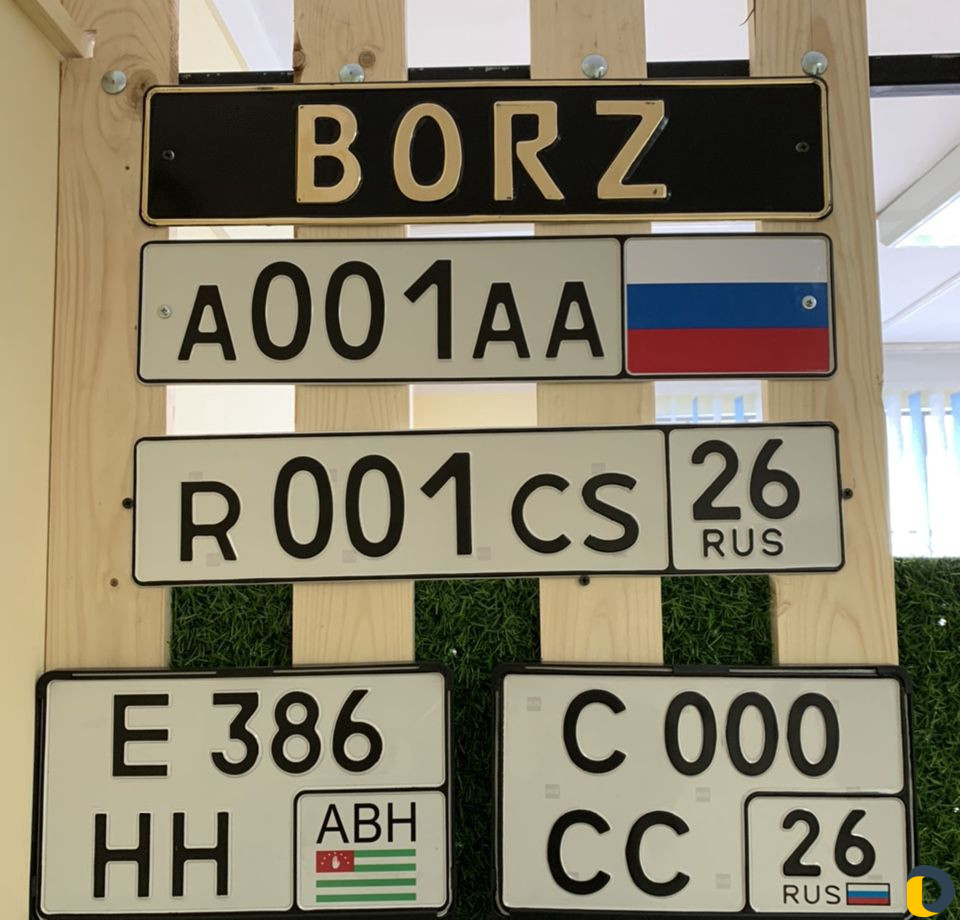 BORZ
A001AA
R001CS 26
RUS
E 386
HH ABH
C 000
CC 26
RUS